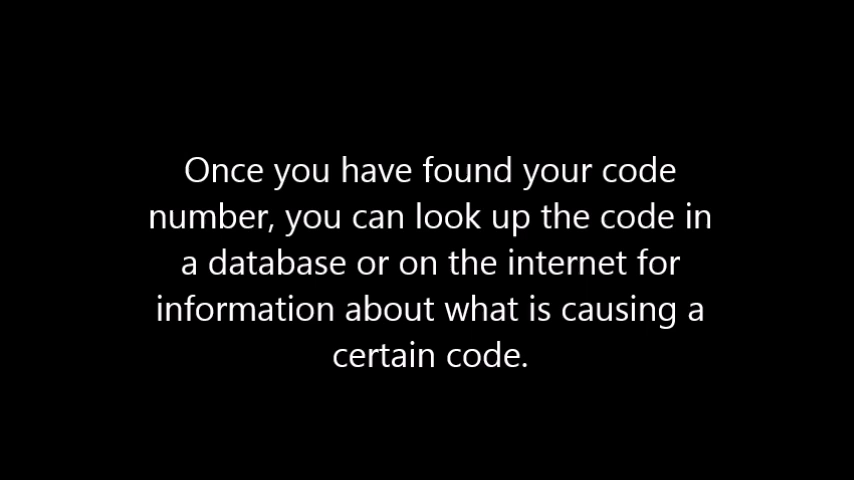 Once you have found your code
number, you can look up the code in
a database or on the internet for
information about what is causing a
certain code.